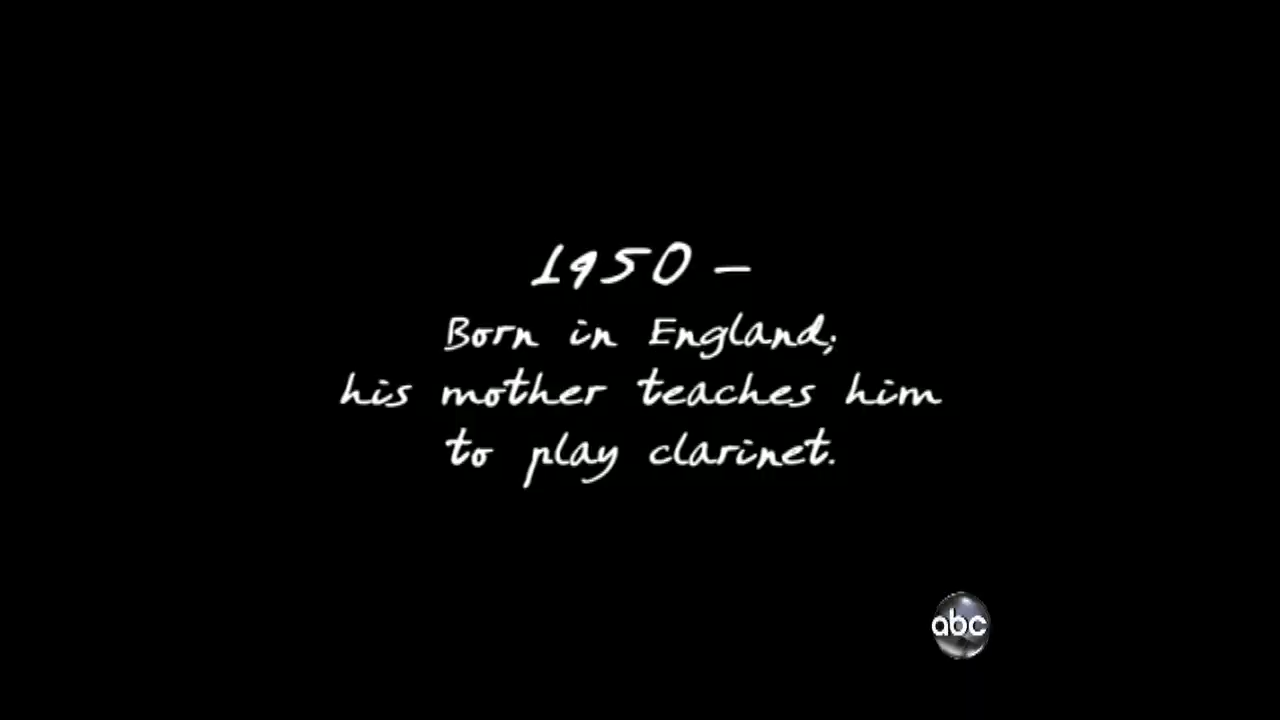 1950 –
Born in England;
his mother teaches him
to play clarinet.
abc